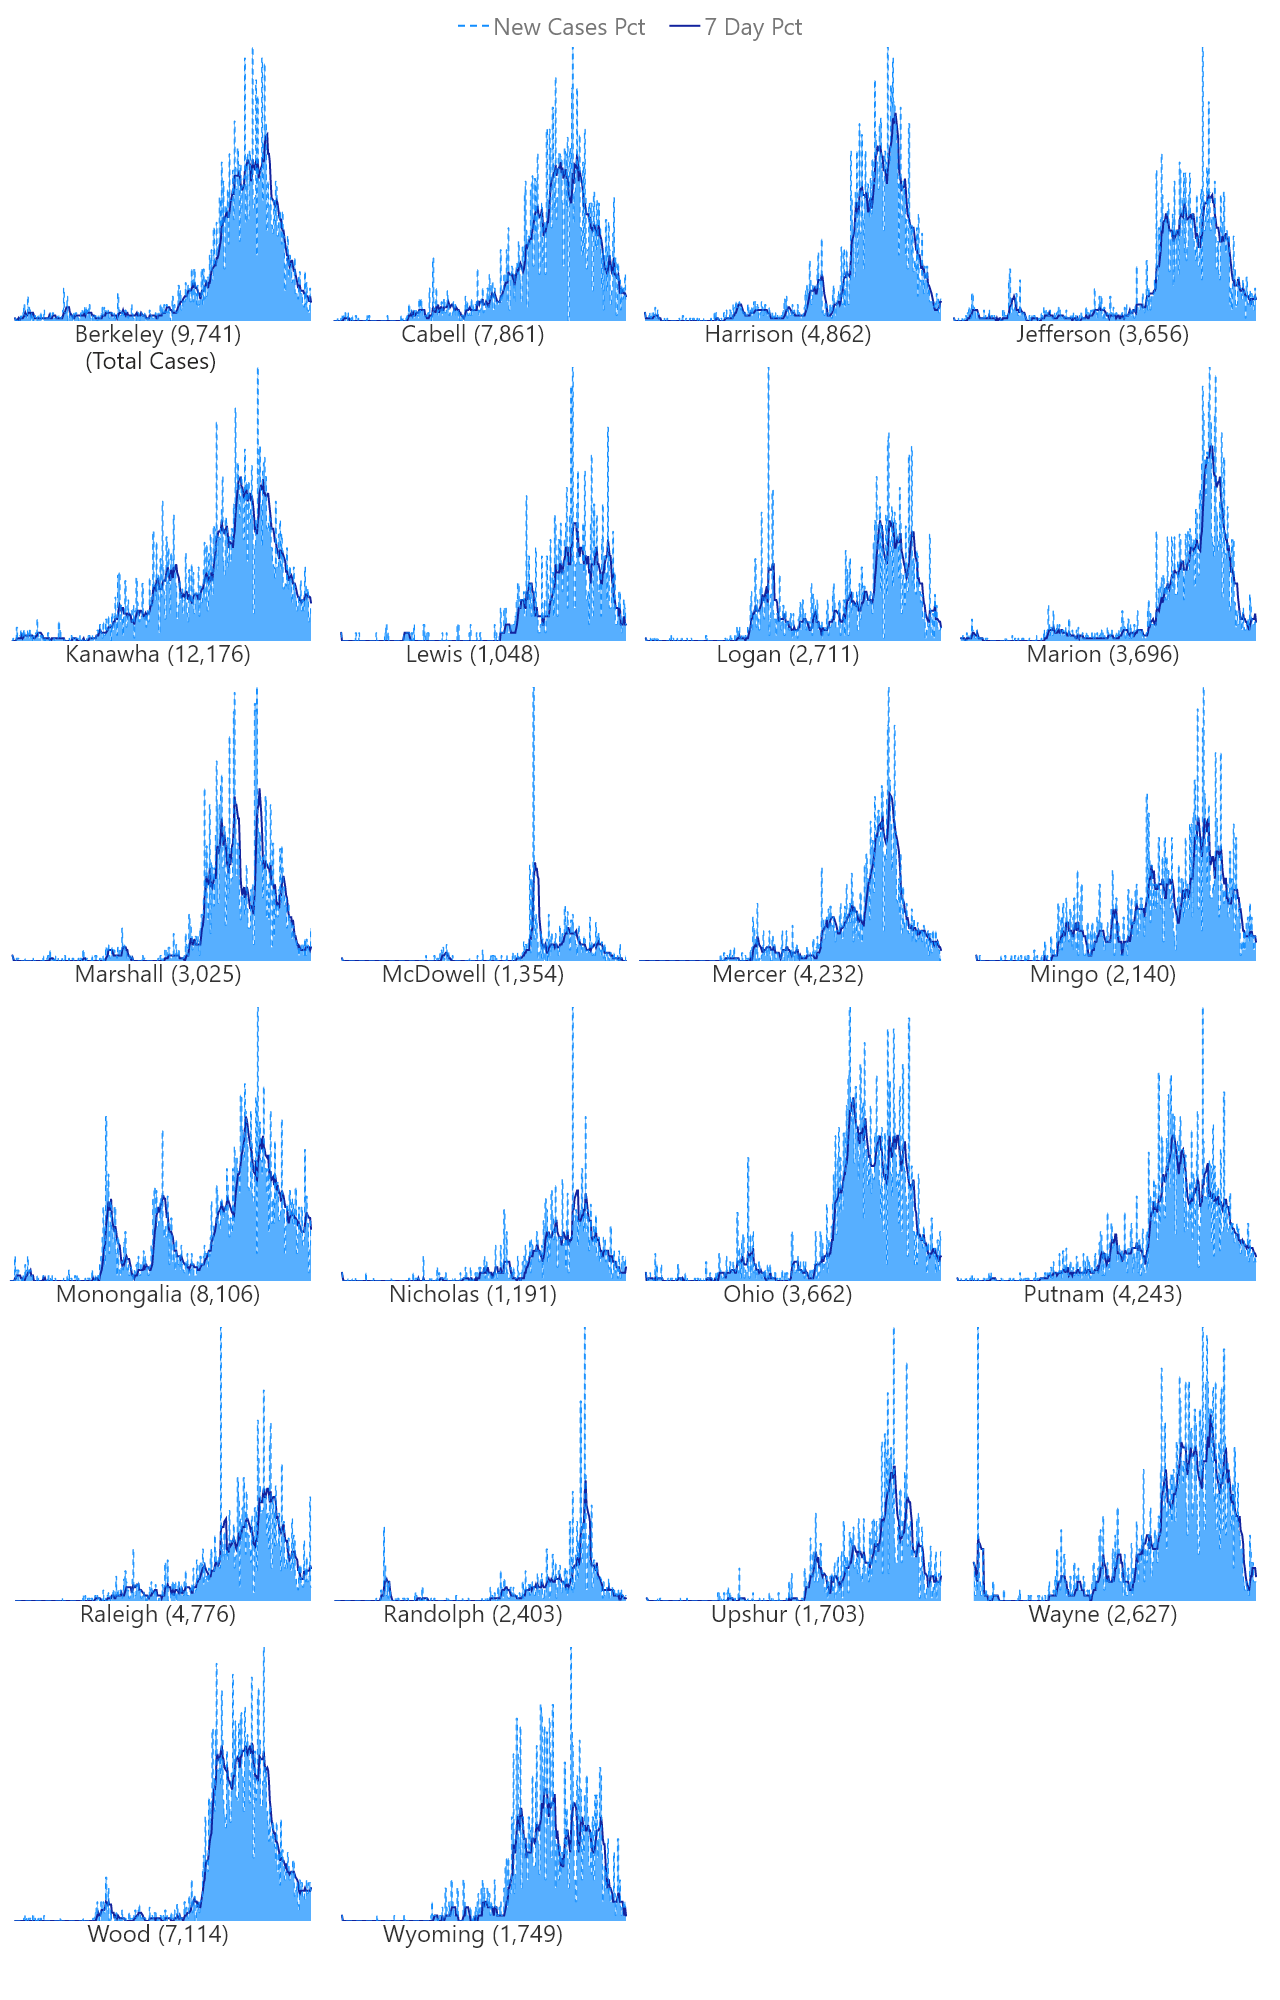 New Cases Pct 7 Day Pct
Berkeley (9,741) Cabell (7,861) Harrison (4,862) Jefferson (3,656)
(Total Cases)
Kanawha (12,176) Lewis (1,048) Logan (2,711) Marion (3,696)
Marshall (3,025) McDowell (1,354) Mercer (4,232) Mingo (2,140)
Monongalia (8,106) Nicholas (1,191) Ohio (3,662) Putnam (4,243)
Raleigh (4,776) Randolph (2,403) Upshur (1,703) Wayne (2,627)
Wood (7,114) Wyoming (1,749)